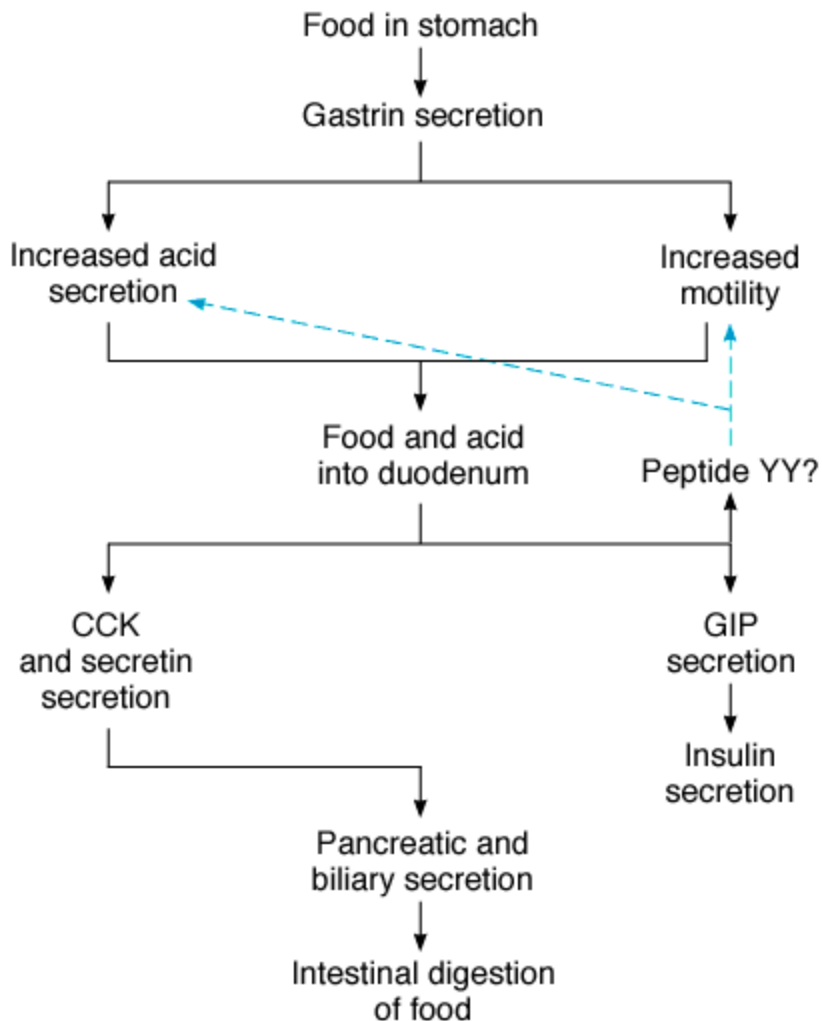 Food in stomach
Gastrin secretion
Increased acid
secretion
Increased
motility
Food and acid
into duodenum
Peptide YY?
CCK
and secretin
secretion
GIP
secretion
Insulin
secretion
Pancreatic and
biliary secretion
Intestinal digestion
of food